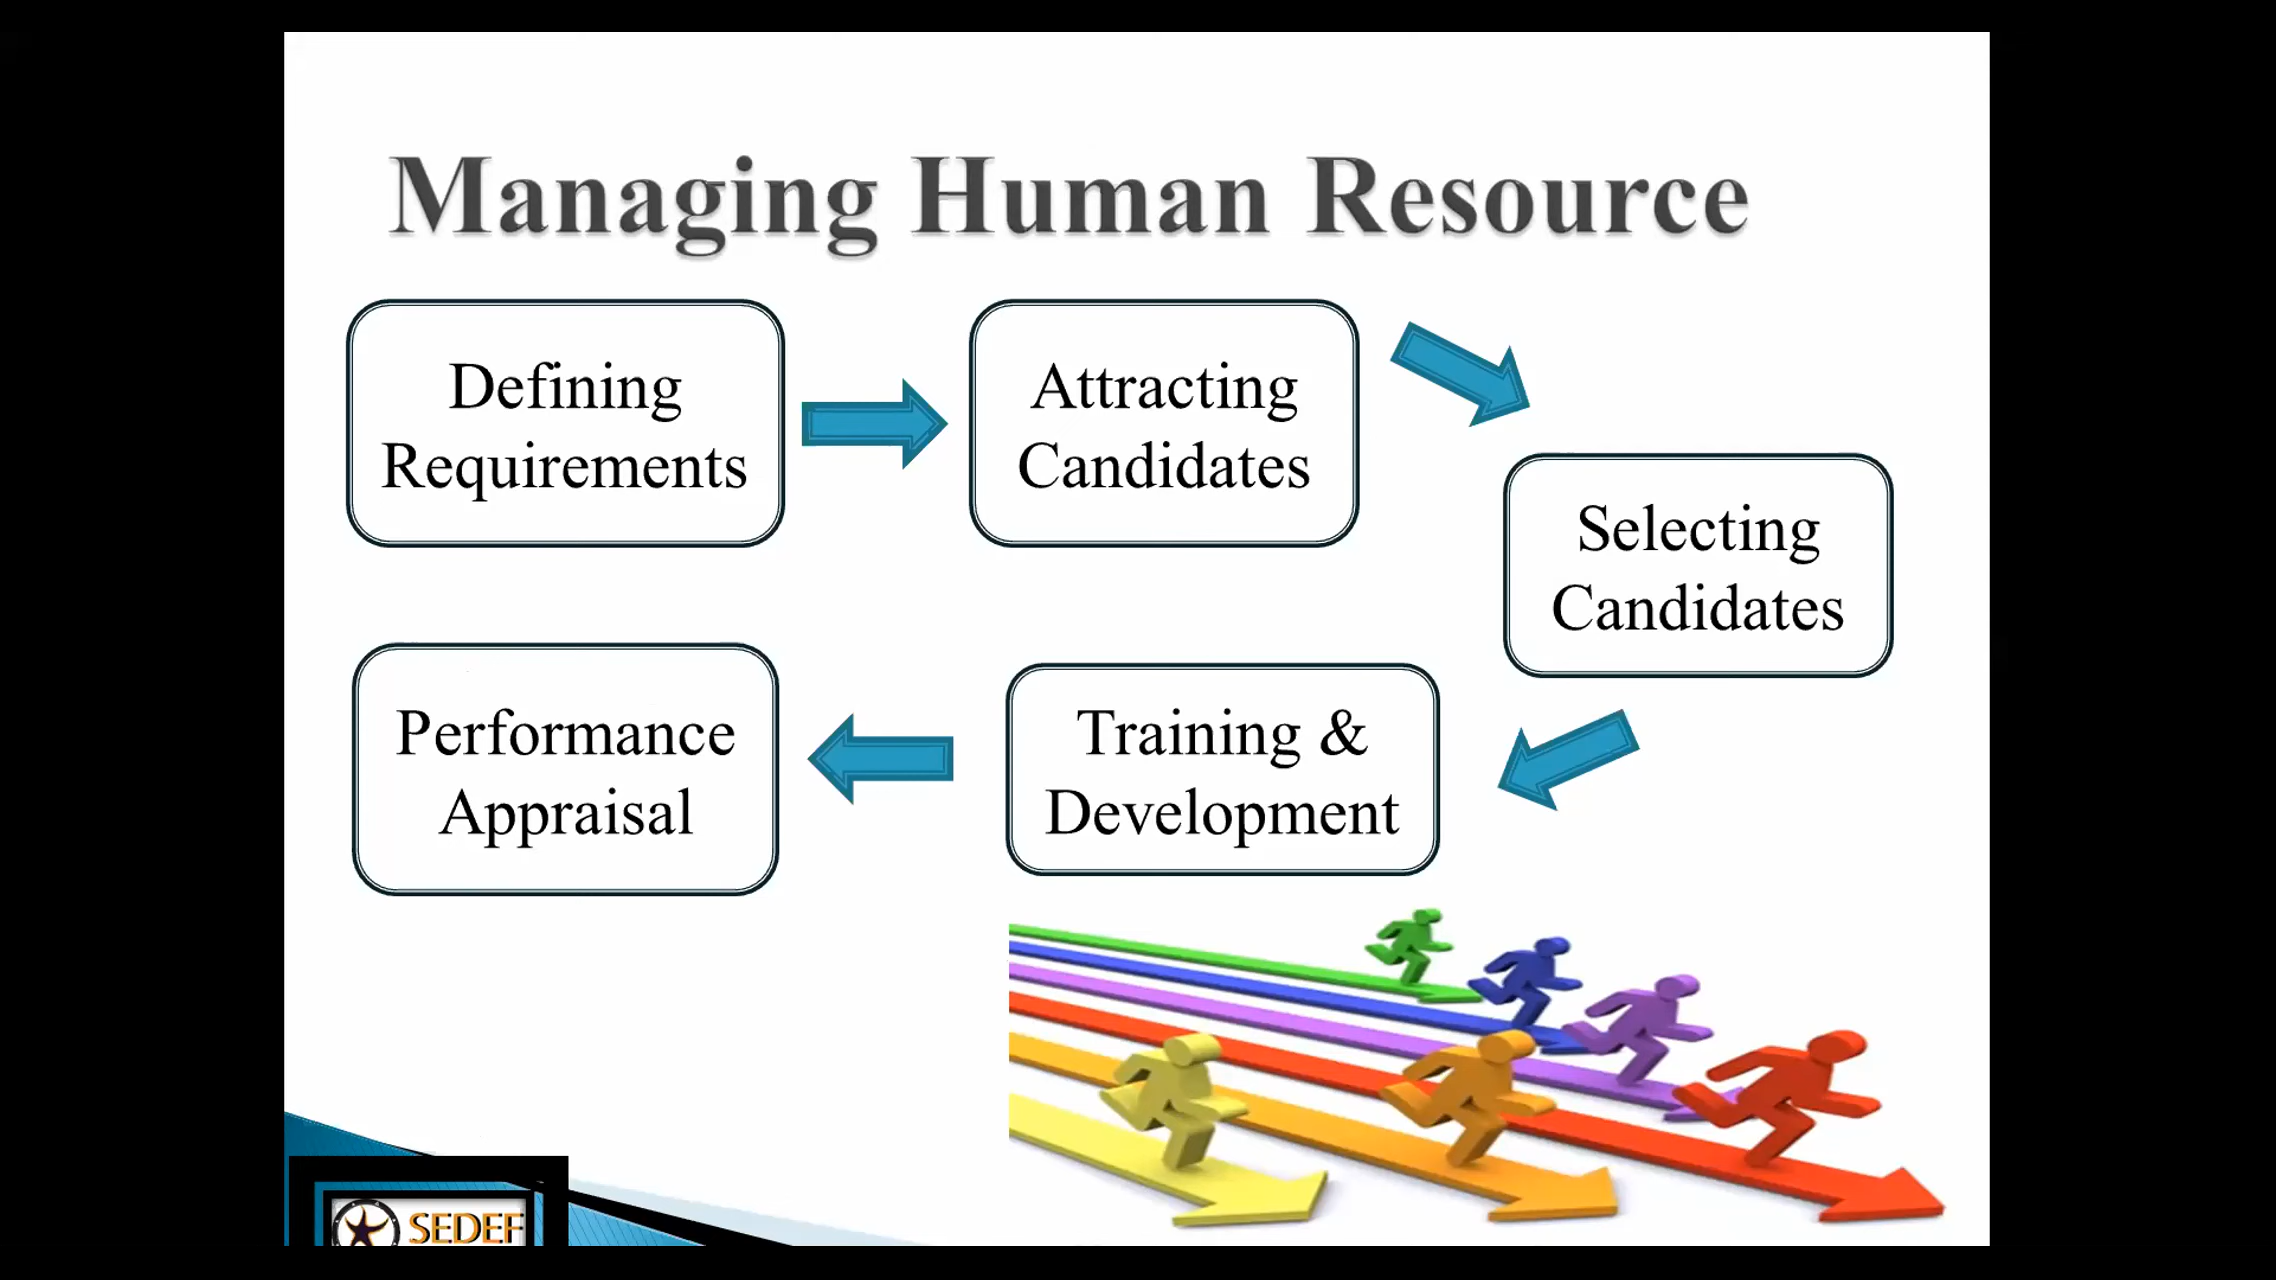 Managing Human Resource
Defining
Requirements
Attracting
Candidates
Selecting
Candidates
Training &
Development
Performance
Appraisal
SEDEF